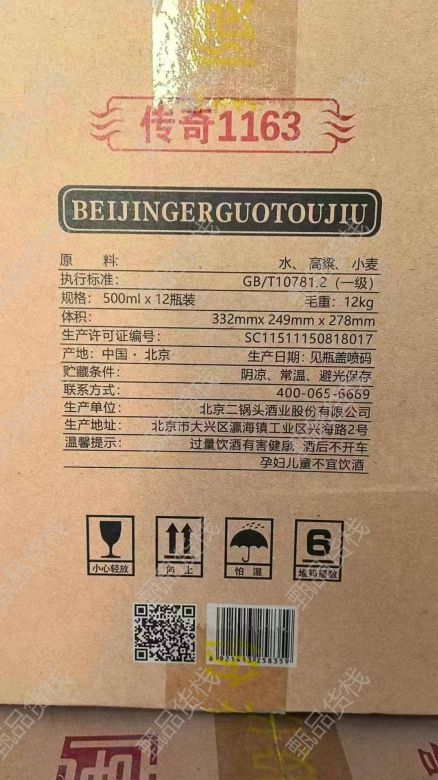 传奇1163
BEIJINGERGUOTOUJIU
原 料: 水、高粱、小麦
执行标准: GB/T10781.2（一级）
规格: 500ml x 12瓶装 毛重: 12kg
体积: 332mmx 249mm x 278mm
生产许可证编号: SC11511150818017
产地: 中国·北京 生产日期: 见瓶盖喷码
贮藏条件: 阴凉、常温、避光保存
联系方式: 400-065-6669
生产单位: 北京二锅头酒业股份有限公司
生产地址: 北京市大兴区瀛海镇工业区兴海路2号
温馨提示: 过量饮酒有害健康 酒后不开车
孕妇儿童不宜饮酒
6
小心轻放 向上 怕湿 堆码层数
6921413258359
甄品货栈